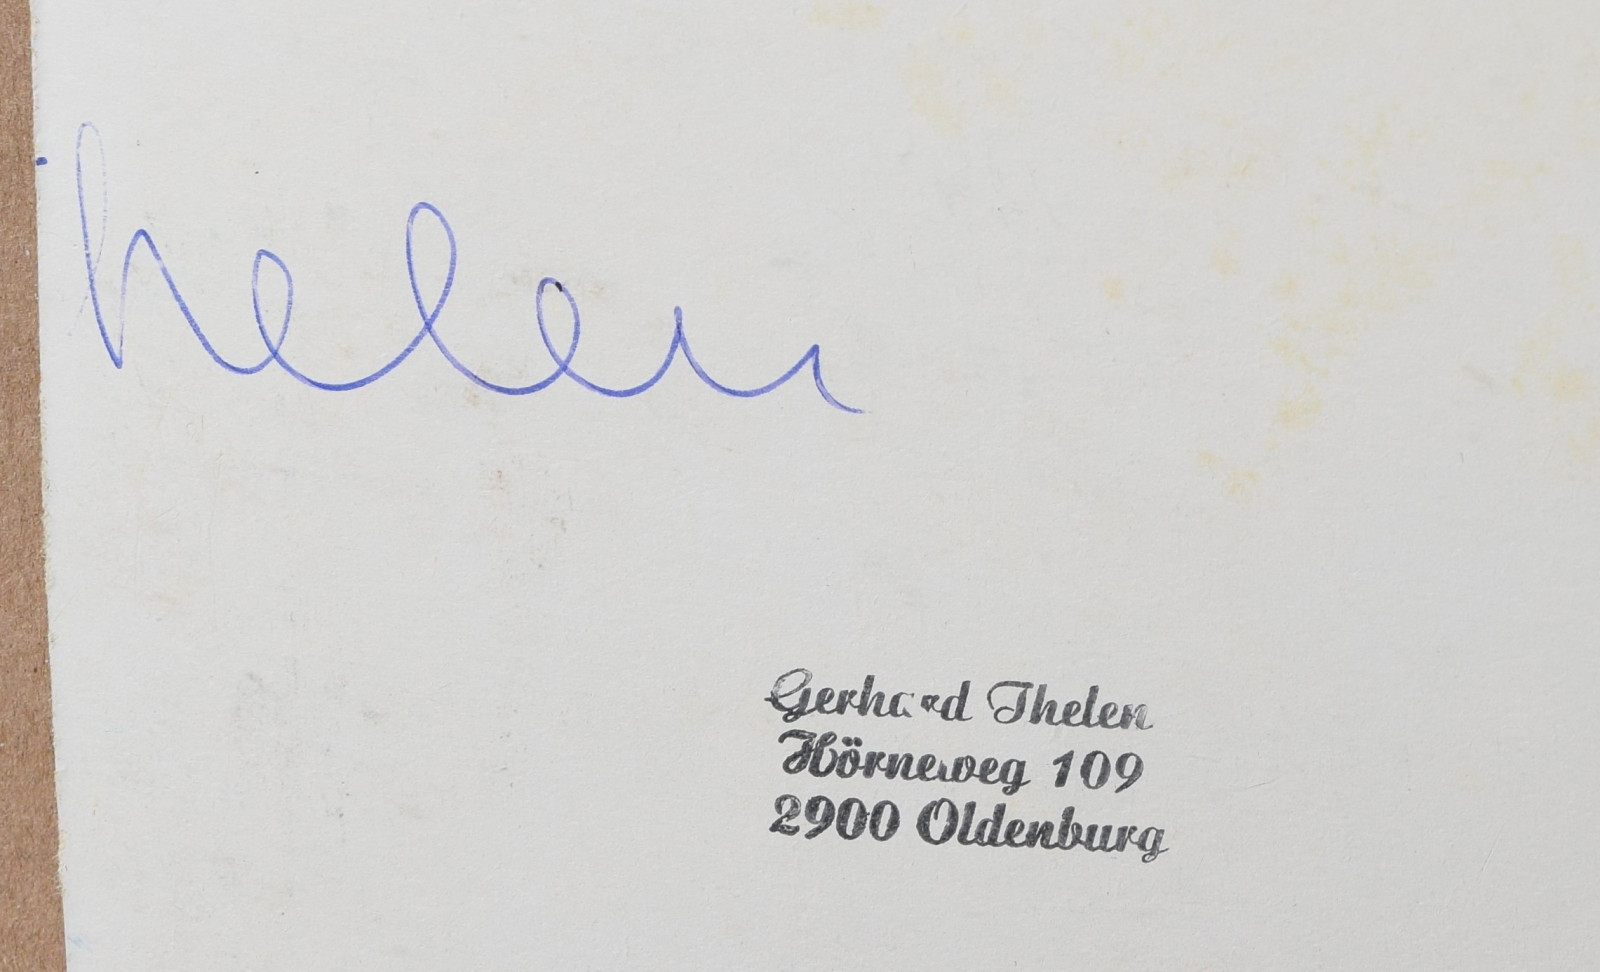 helen
Gerhard Thelen
Hörneweg 109
2900 Oldenburg